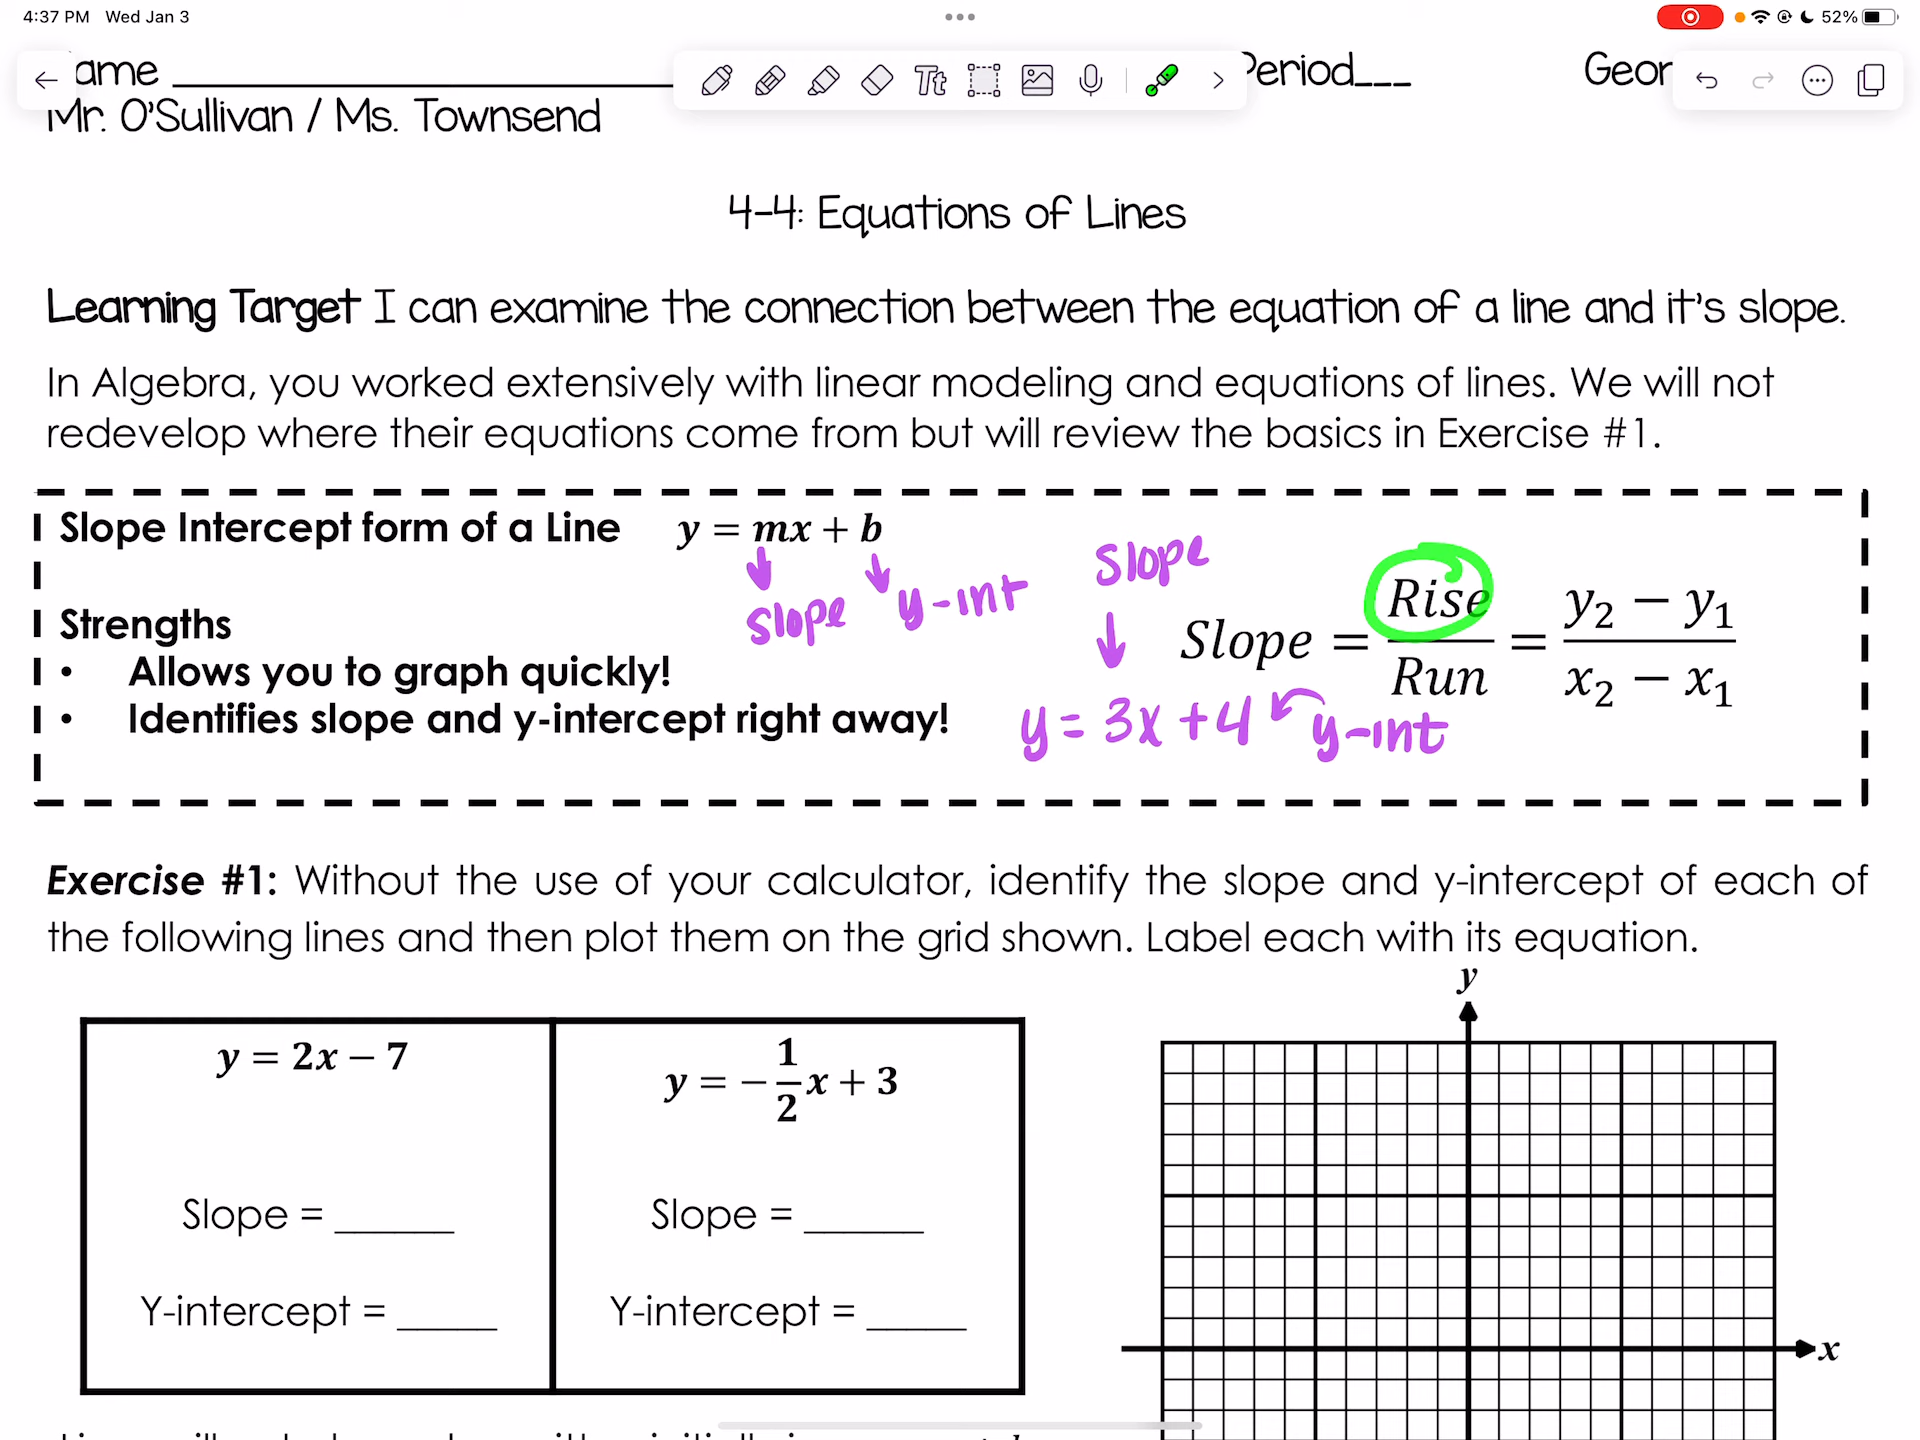 4:37 PM Wed Jan 3
52%
ame
Period___
Mr. O'Sullivan / Ms. Townsend
4-4: Equations of Lines
Learning Target I can examine the connection between the equation of a line and it's slope.
In Algebra, you worked extensively with linear modeling and equations of lines. We will not
redevelop where their equations come from but will review the basics in Exercise #1.
Slope Intercept form of a Line y = mx + b
Slope
y-int
Strengths
• Allows you to graph quickly!
• Identifies slope and y-intercept right away!
Slope
Slope = Rise/Run = (y₂ − y₁)/(x₂ − x₁)
y = 3x + 4 y-int
Exercise #1: Without the use of your calculator, identify the slope and y-intercept of each of
the following lines and then plot them on the grid shown. Label each with its equation.
y = 2x − 7
Slope = ______
Y-intercept = _____
y = −1/2 x + 3
Slope = ______
Y-intercept = _____
y
x